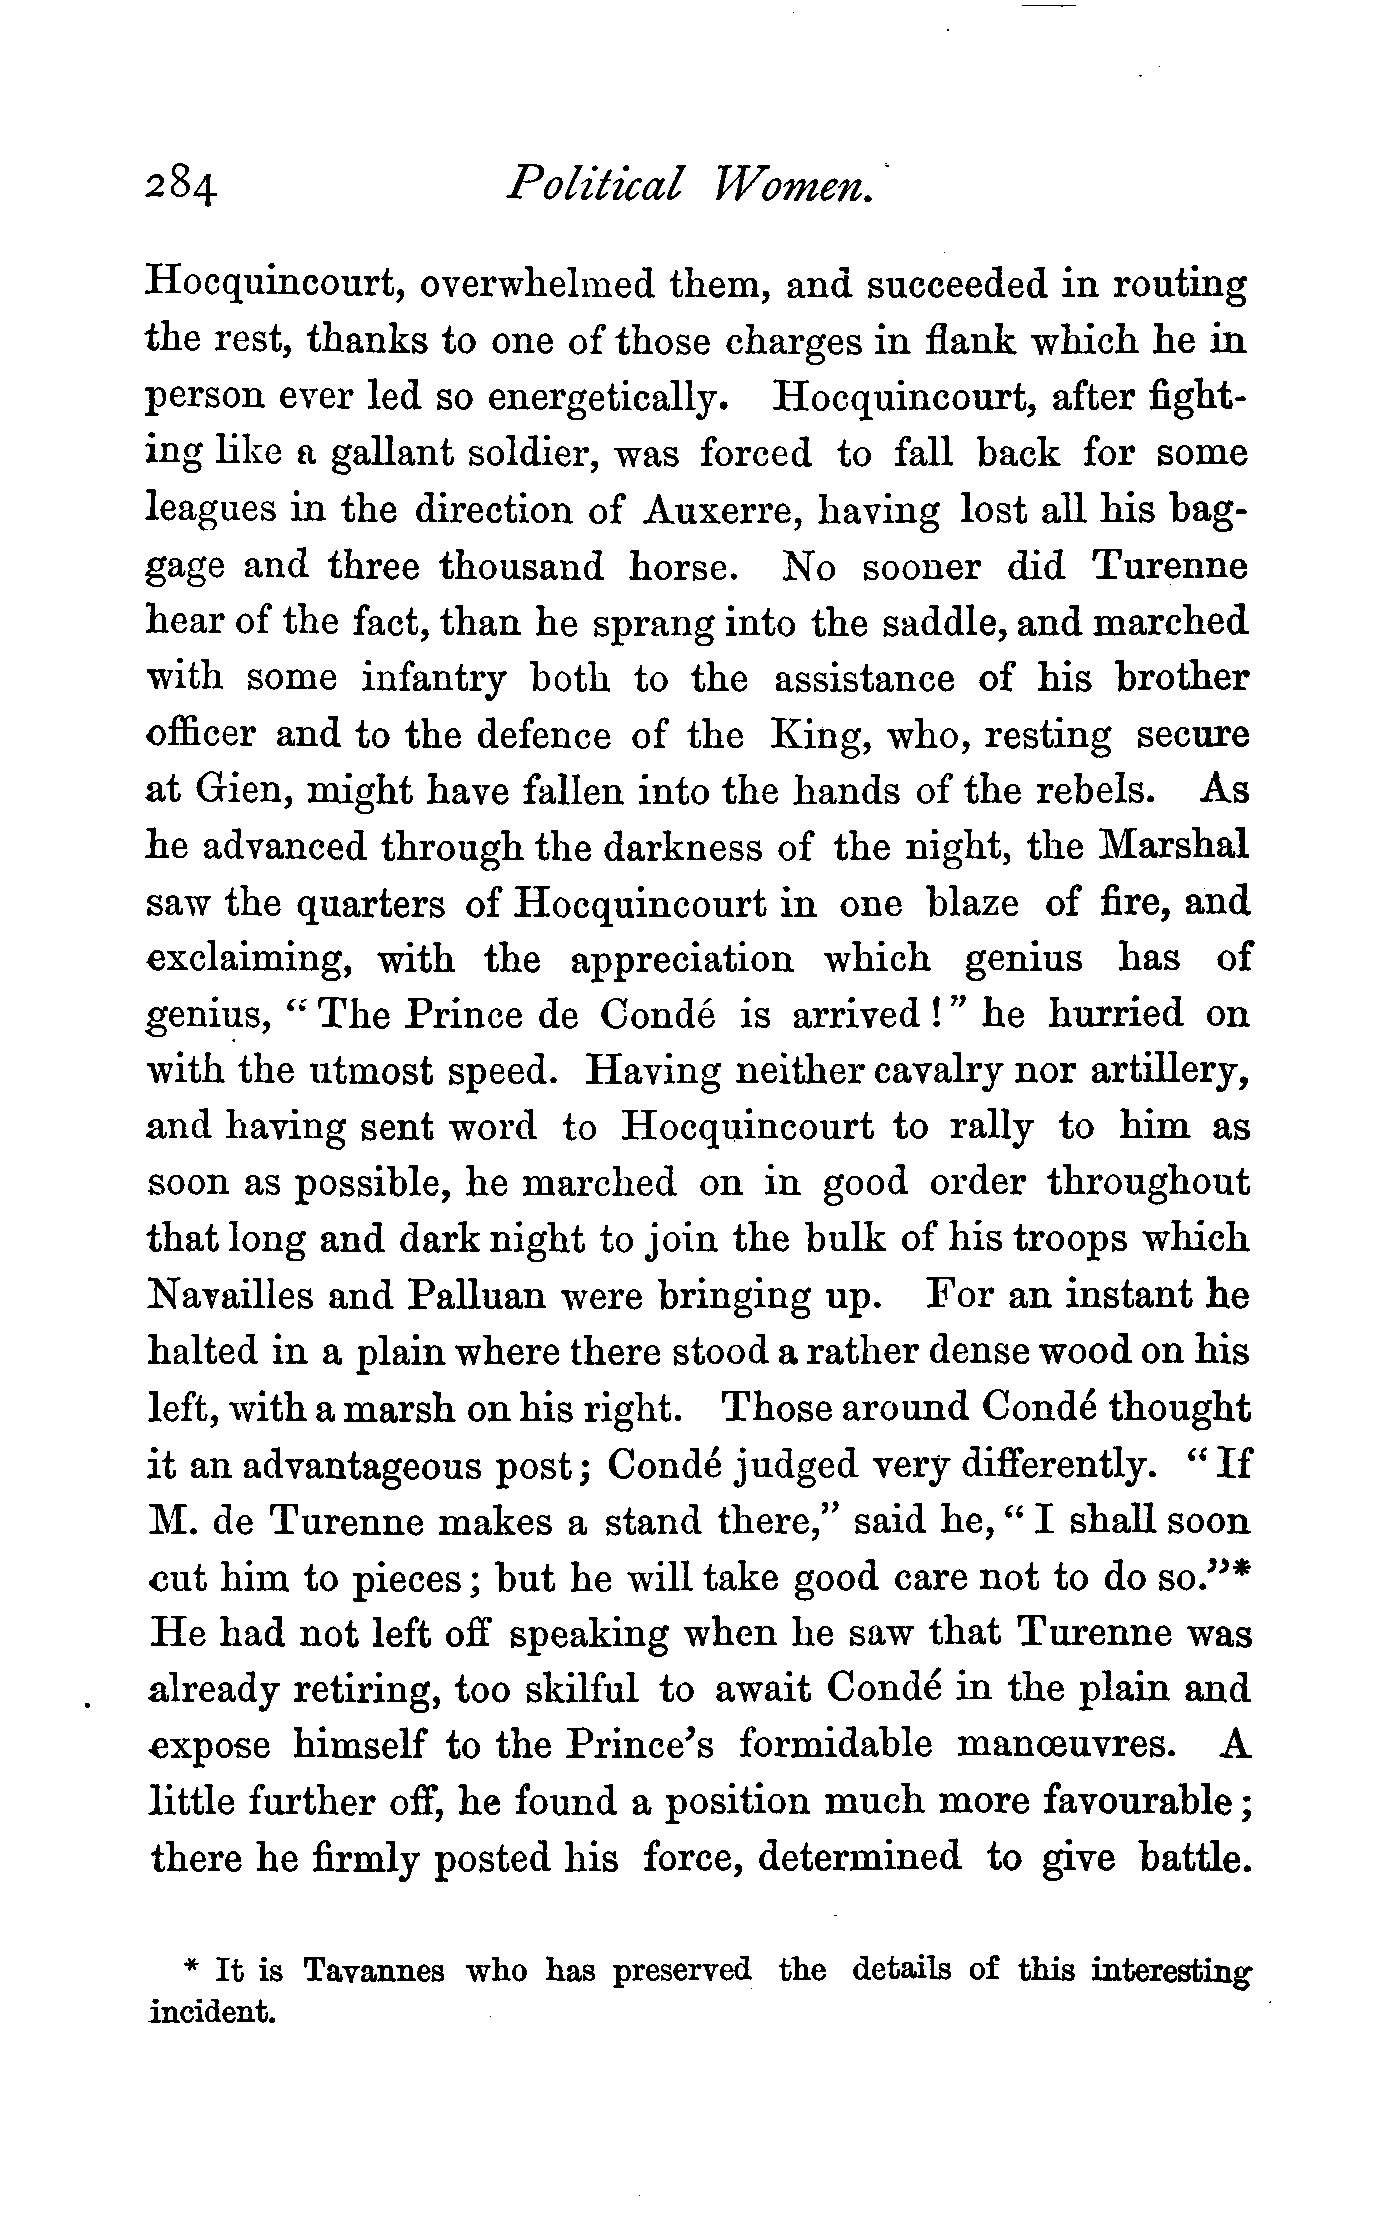 284 Political Women.
Hocquincourt, overwhelmed them, and succeeded in routing
the rest, thanks to one of those charges in flank which he in
person ever led so energetically. Hocquincourt, after fight-
ing like a gallant soldier, was forced to fall back for some
leagues in the direction of Auxerre, having lost all his bag-
gage and three thousand horse. No sooner did Turenne
hear of the fact, than he sprang into the saddle, and marched
with some infantry both to the assistance of his brother
officer and to the defence of the King, who, resting secure
at Gien, might have fallen into the hands of the rebels. As
he advanced through the darkness of the night, the Marshal
saw the quarters of Hocquincourt in one blaze of fire, and
exclaiming, with the appreciation which genius has of
genius, “The Prince de Condé is arrived!” he hurried on
with the utmost speed. Having neither cavalry nor artillery,
and having sent word to Hocquincourt to rally to him as
soon as possible, he marched on in good order throughout
that long and dark night to join the bulk of his troops which
Navailles and Palluan were bringing up. For an instant he
halted in a plain where there stood a rather dense wood on his
left, with a marsh on his right. Those around Condé thought
it an advantageous post; Condé judged very differently. “If
M. de Turenne makes a stand there,” said he, “I shall soon
cut him to pieces; but he will take good care not to do so.”*
He had not left off speaking when he saw that Turenne was
already retiring, too skilful to await Condé in the plain and
expose himself to the Prince’s formidable manœuvres. A
little further off, he found a position much more favourable;
there he firmly posted his force, determined to give battle.
* It is Tavannes who has preserved the details of this interesting
incident.